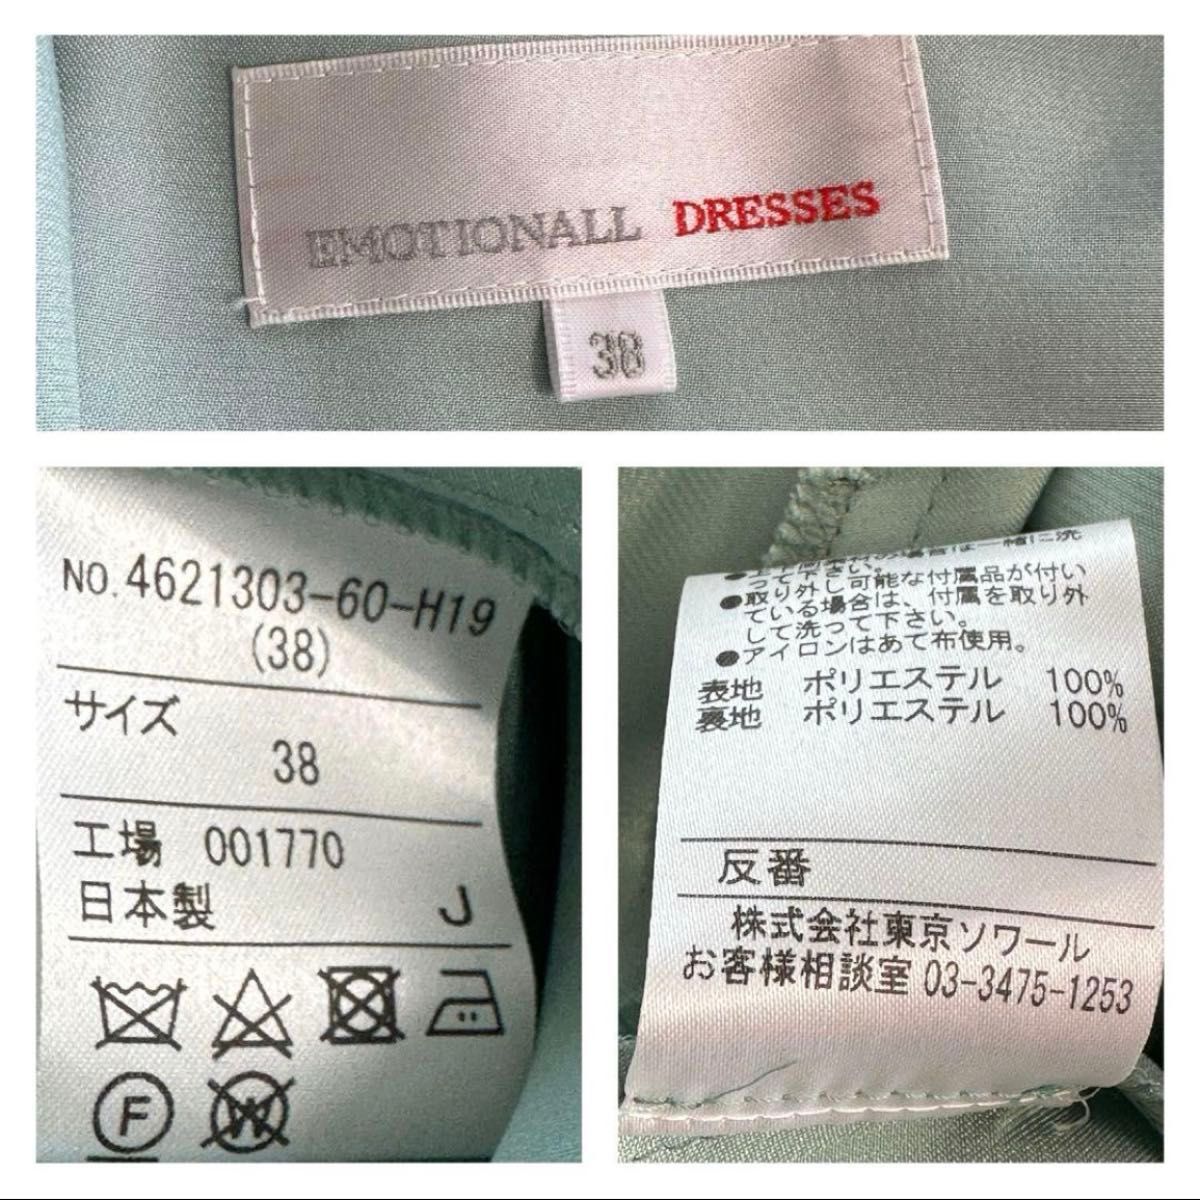 EMOTIONALL DRESSES
38
NO.4621303-60-H19
(38)
サイズ
38
工場 001770
日本製 J
F
W
って下さい。
●取り外し可能な付属品が付い
ている場合は、付属を取り外
して洗って下さい。
●アイロンはあて布使用。
表地 ポリエステル 100%
裏地 ポリエステル 100%
反番
株式会社東京ソワール
お客様相談室 03-3475-1253